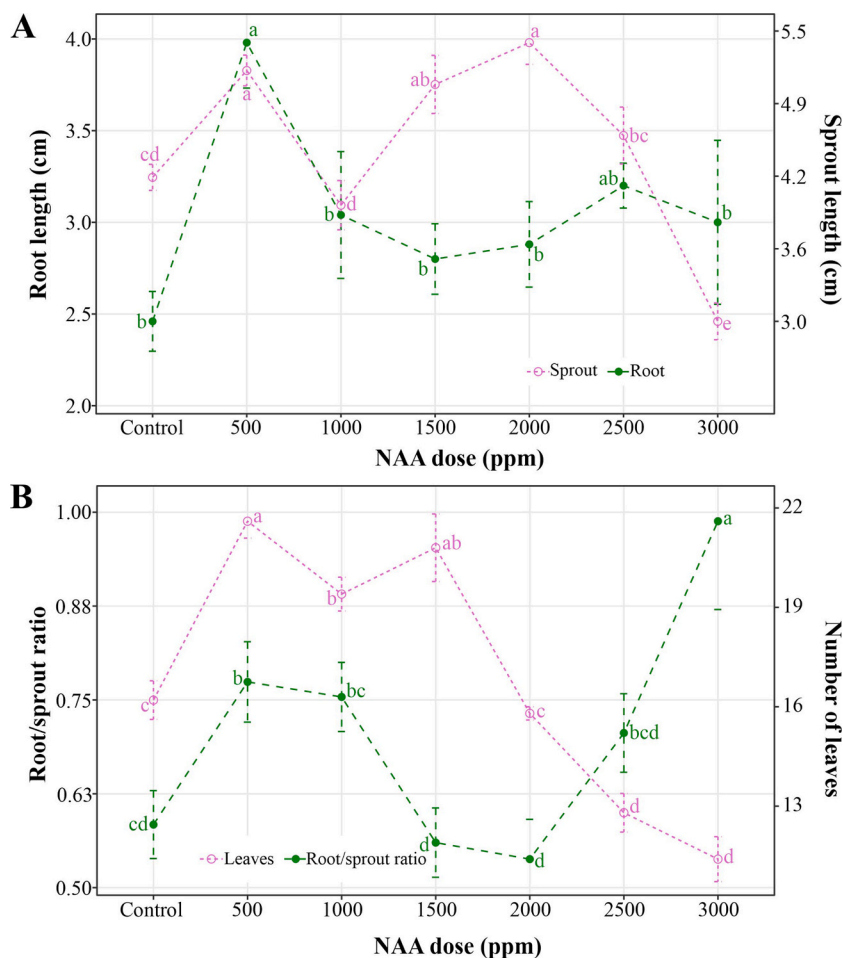 A
Root length (cm)
4.0
3.5
3.0
2.5
2.0
5.5
4.9
4.2
3.6
3.0
Sprout length (cm)
cd
b
a
a
d
b
ab
b
a
b
bc
ab
b
e
Sprout Root
Control 500 1000 1500 2000 2500 3000
NAA dose (ppm)
B
Root/sprout ratio
1.00
0.88
0.75
0.63
0.50
22
19
16
13
Number of leaves
c
cd
a
b
b
bc
ab
d
c
d
bcd
d
a
d
Leaves Root/sprout ratio
Control 500 1000 1500 2000 2500 3000
NAA dose (ppm)